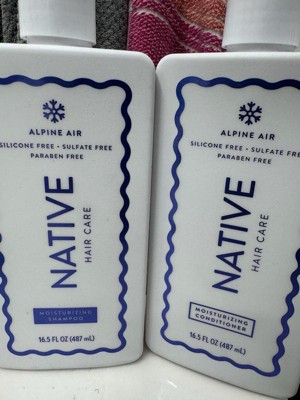 ALPINE AIR
SILICONE FREE • SULFATE FREE
PARABEN FREE
NATIVE
HAIR CARE
MOISTURIZING
SHAMPOO
16.5 FL OZ (487 mL)
ALPINE AIR
SILICONE FREE • SULFATE FREE
PARABEN FREE
NATIVE
HAIR CARE
MOISTURIZING
CONDITIONER
16.5 FL OZ (487 mL)